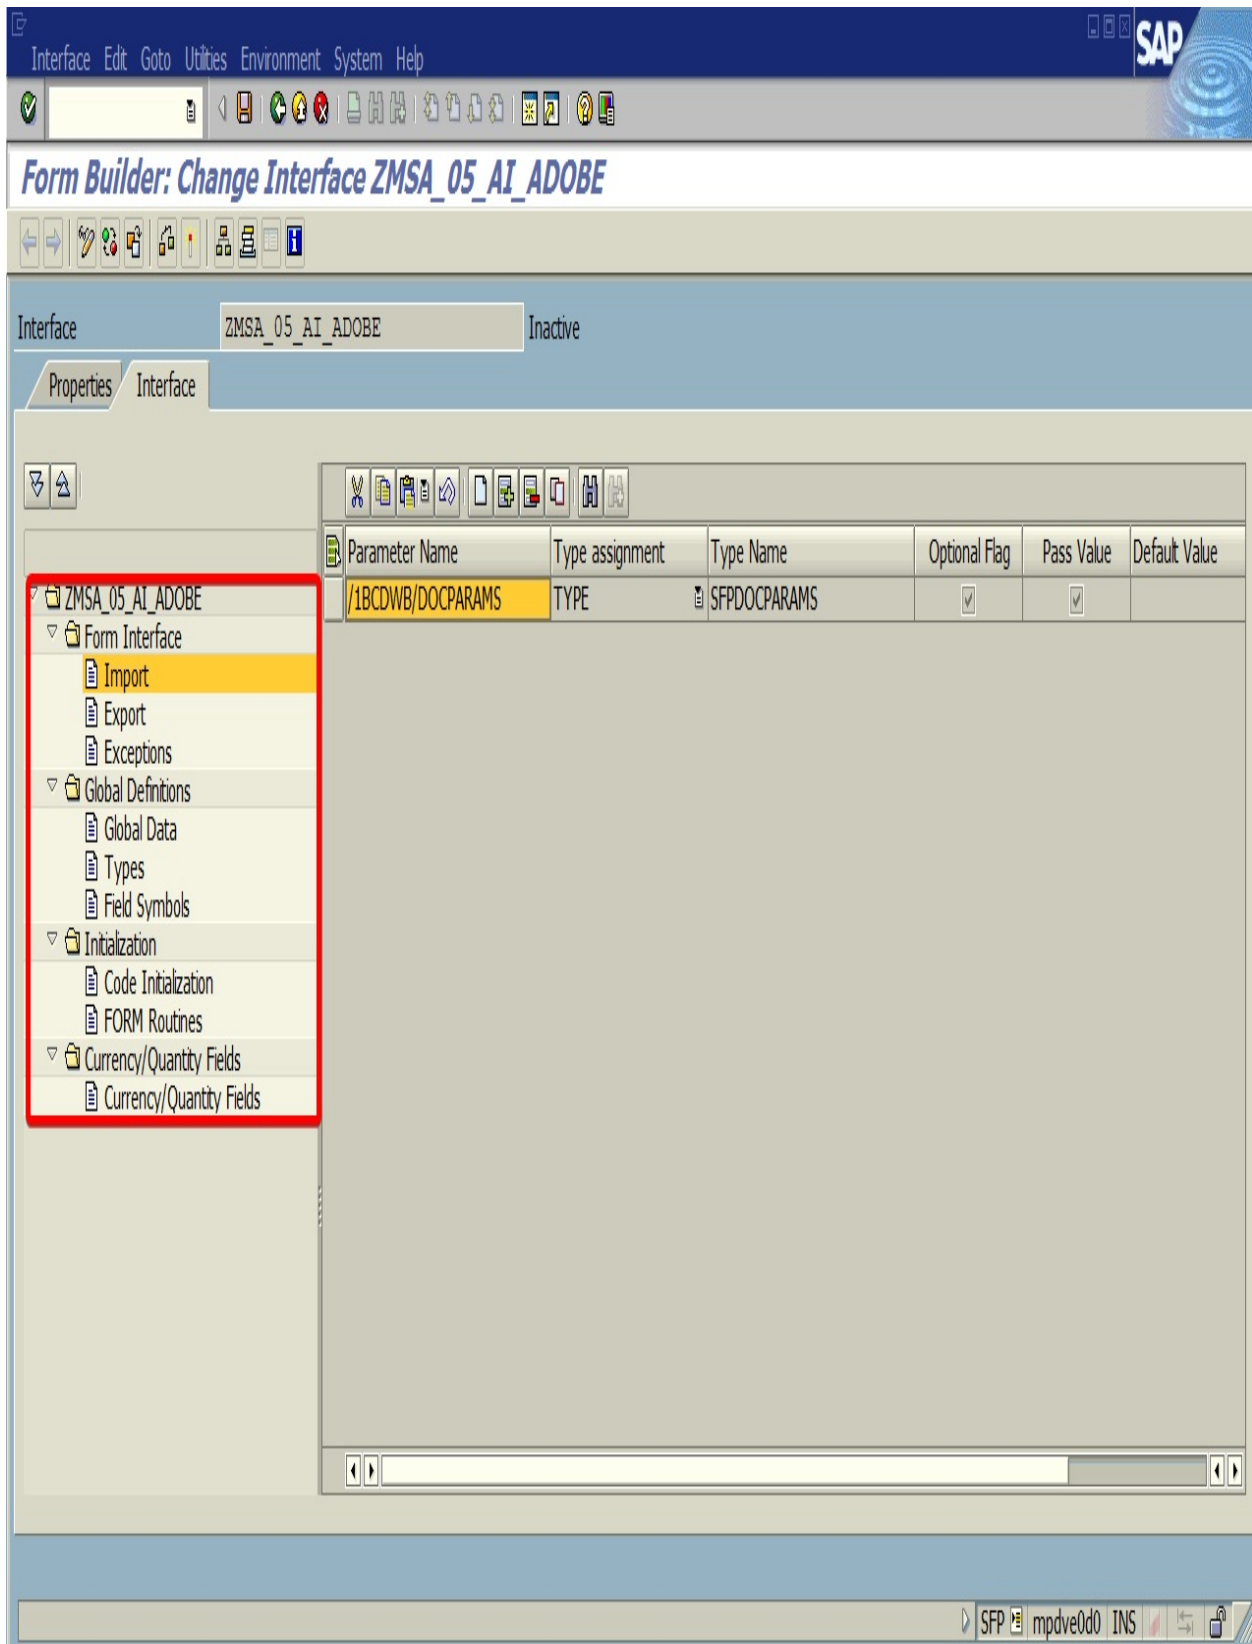 SAP
Interface Edit Goto Utilities Environment System Help
Form Builder: Change Interface ZMSA_05_AI_ADOBE
Interface ZMSA_05_AI_ADOBE Inactive
Properties Interface
Parameter Name Type assignment Type Name Optional Flag Pass Value Default Value
/1BCDWB/DOCPARAMS TYPE SFPDOCPARAMS
ZMSA_05_AI_ADOBE
Form Interface
Import
Export
Exceptions
Global Definitions
Global Data
Types
Field Symbols
Initialization
Code Initialization
FORM Routines
Currency/Quantity Fields
Currency/Quantity Fields
SFP mpdve0d0 INS